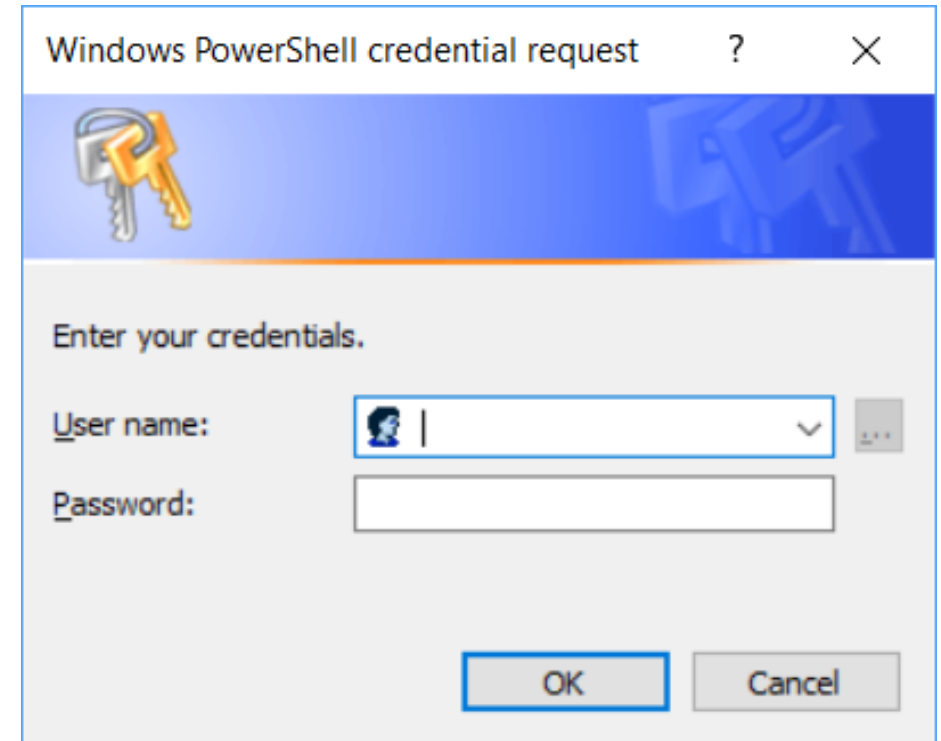 Windows PowerShell credential request ?
Enter your credentials.
User name: ...
Password:
OK Cancel